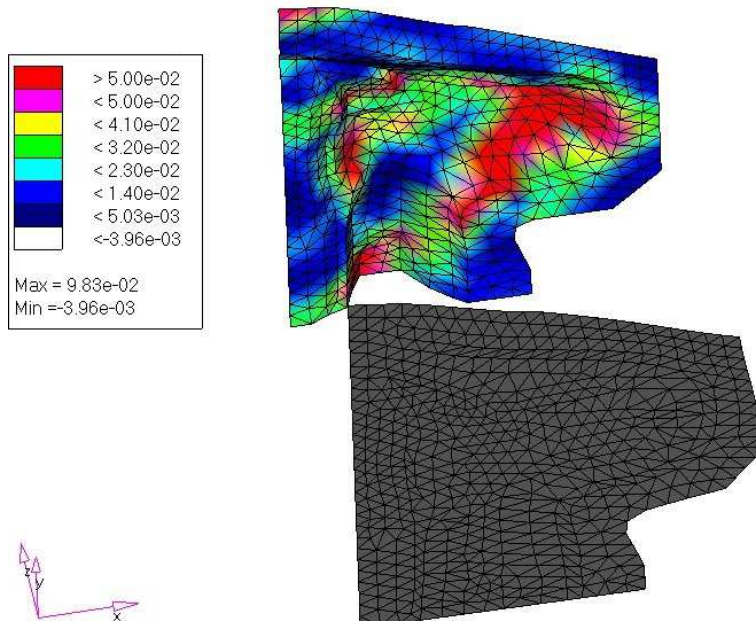 > 5.00e-02
< 5.00e-02
< 4.10e-02
< 3.20e-02
< 2.30e-02
< 1.40e-02
< 5.03e-03
<-3.96e-03
Max = 9.83e-02
Min =-3.96e-03
z
y
x